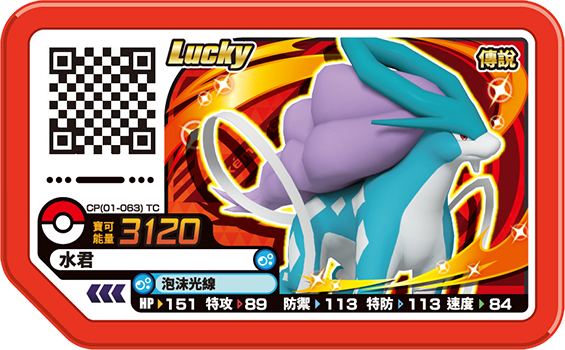 Lucky
傳說
CP(01-063) TC
寶可能量 3120
水君
泡沫光線
HP 151 特攻 89 防禦 113 特防 113 速度 84